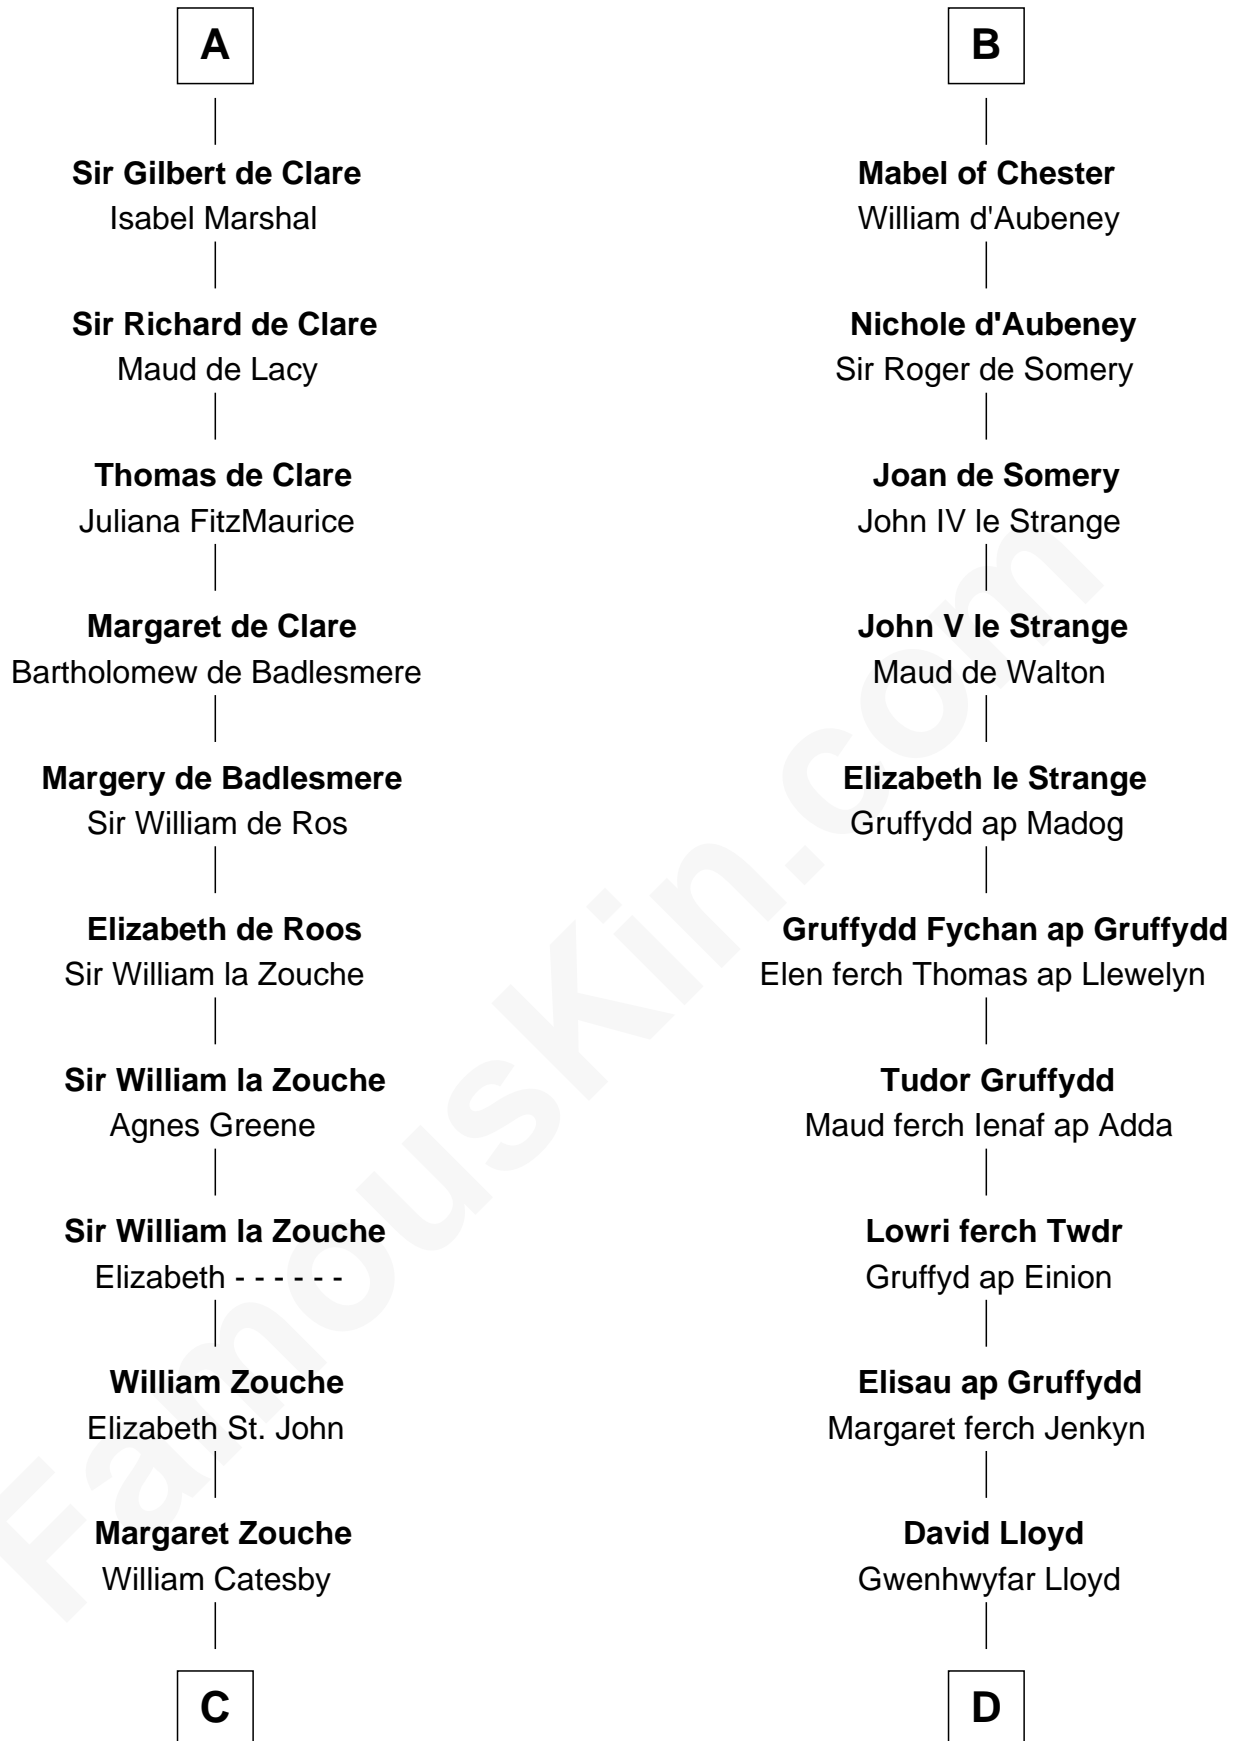 A
Sir Gilbert de Clare
Isabel Marshal
Sir Richard de Clare
Maud de Lacy
Thomas de Clare
Juliana FitzMaurice
Margaret de Clare
Bartholomew de Badlesmere
Margery de Badlesmere
Sir William de Ros
Elizabeth de Roos
Sir William la Zouche
Sir William la Zouche
Agnes Greene
Sir William la Zouche
Elizabeth - - - - - -
William Zouche
Elizabeth St. John
Margaret Zouche
William Catesby
C
B
Mabel of Chester
William d'Aubeney
Nichole d'Aubeney
Sir Roger de Somery
Joan de Somery
John IV le Strange
John V le Strange
Maud de Walton
Elizabeth le Strange
Gruffydd ap Madog
Gruffydd Fychan ap Gruffydd
Elen ferch Thomas ap Llewelyn
Tudor Gruffydd
Maud ferch Ienaf ap Adda
Lowri ferch Twdr
Gruffyd ap Einion
Elisau ap Gruffydd
Margaret ferch Jenkyn
David Lloyd
Gwenhwyfar Lloyd
D
FamousKin.com